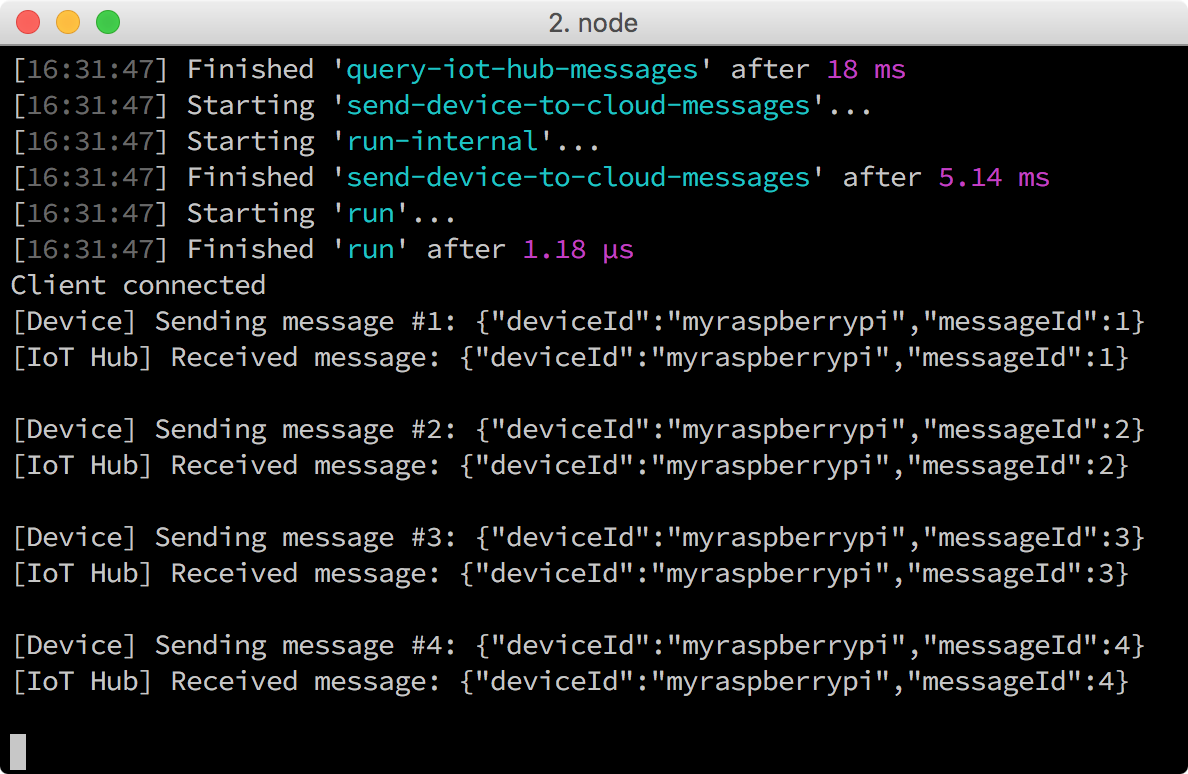 2. node
[16:31:47] Finished 'query-iot-hub-messages' after 18 ms
[16:31:47] Starting 'send-device-to-cloud-messages'...
[16:31:47] Starting 'run-internal'...
[16:31:47] Finished 'send-device-to-cloud-messages' after 5.14 ms
[16:31:47] Starting 'run'...
[16:31:47] Finished 'run' after 1.18 μs
Client connected
[Device] Sending message #1: {"deviceId":"myraspberrypi","messageId":1}
[IoT Hub] Received message: {"deviceId":"myraspberrypi","messageId":1}
[Device] Sending message #2: {"deviceId":"myraspberrypi","messageId":2}
[IoT Hub] Received message: {"deviceId":"myraspberrypi","messageId":2}
[Device] Sending message #3: {"deviceId":"myraspberrypi","messageId":3}
[IoT Hub] Received message: {"deviceId":"myraspberrypi","messageId":3}
[Device] Sending message #4: {"deviceId":"myraspberrypi","messageId":4}
[IoT Hub] Received message: {"deviceId":"myraspberrypi","messageId":4}